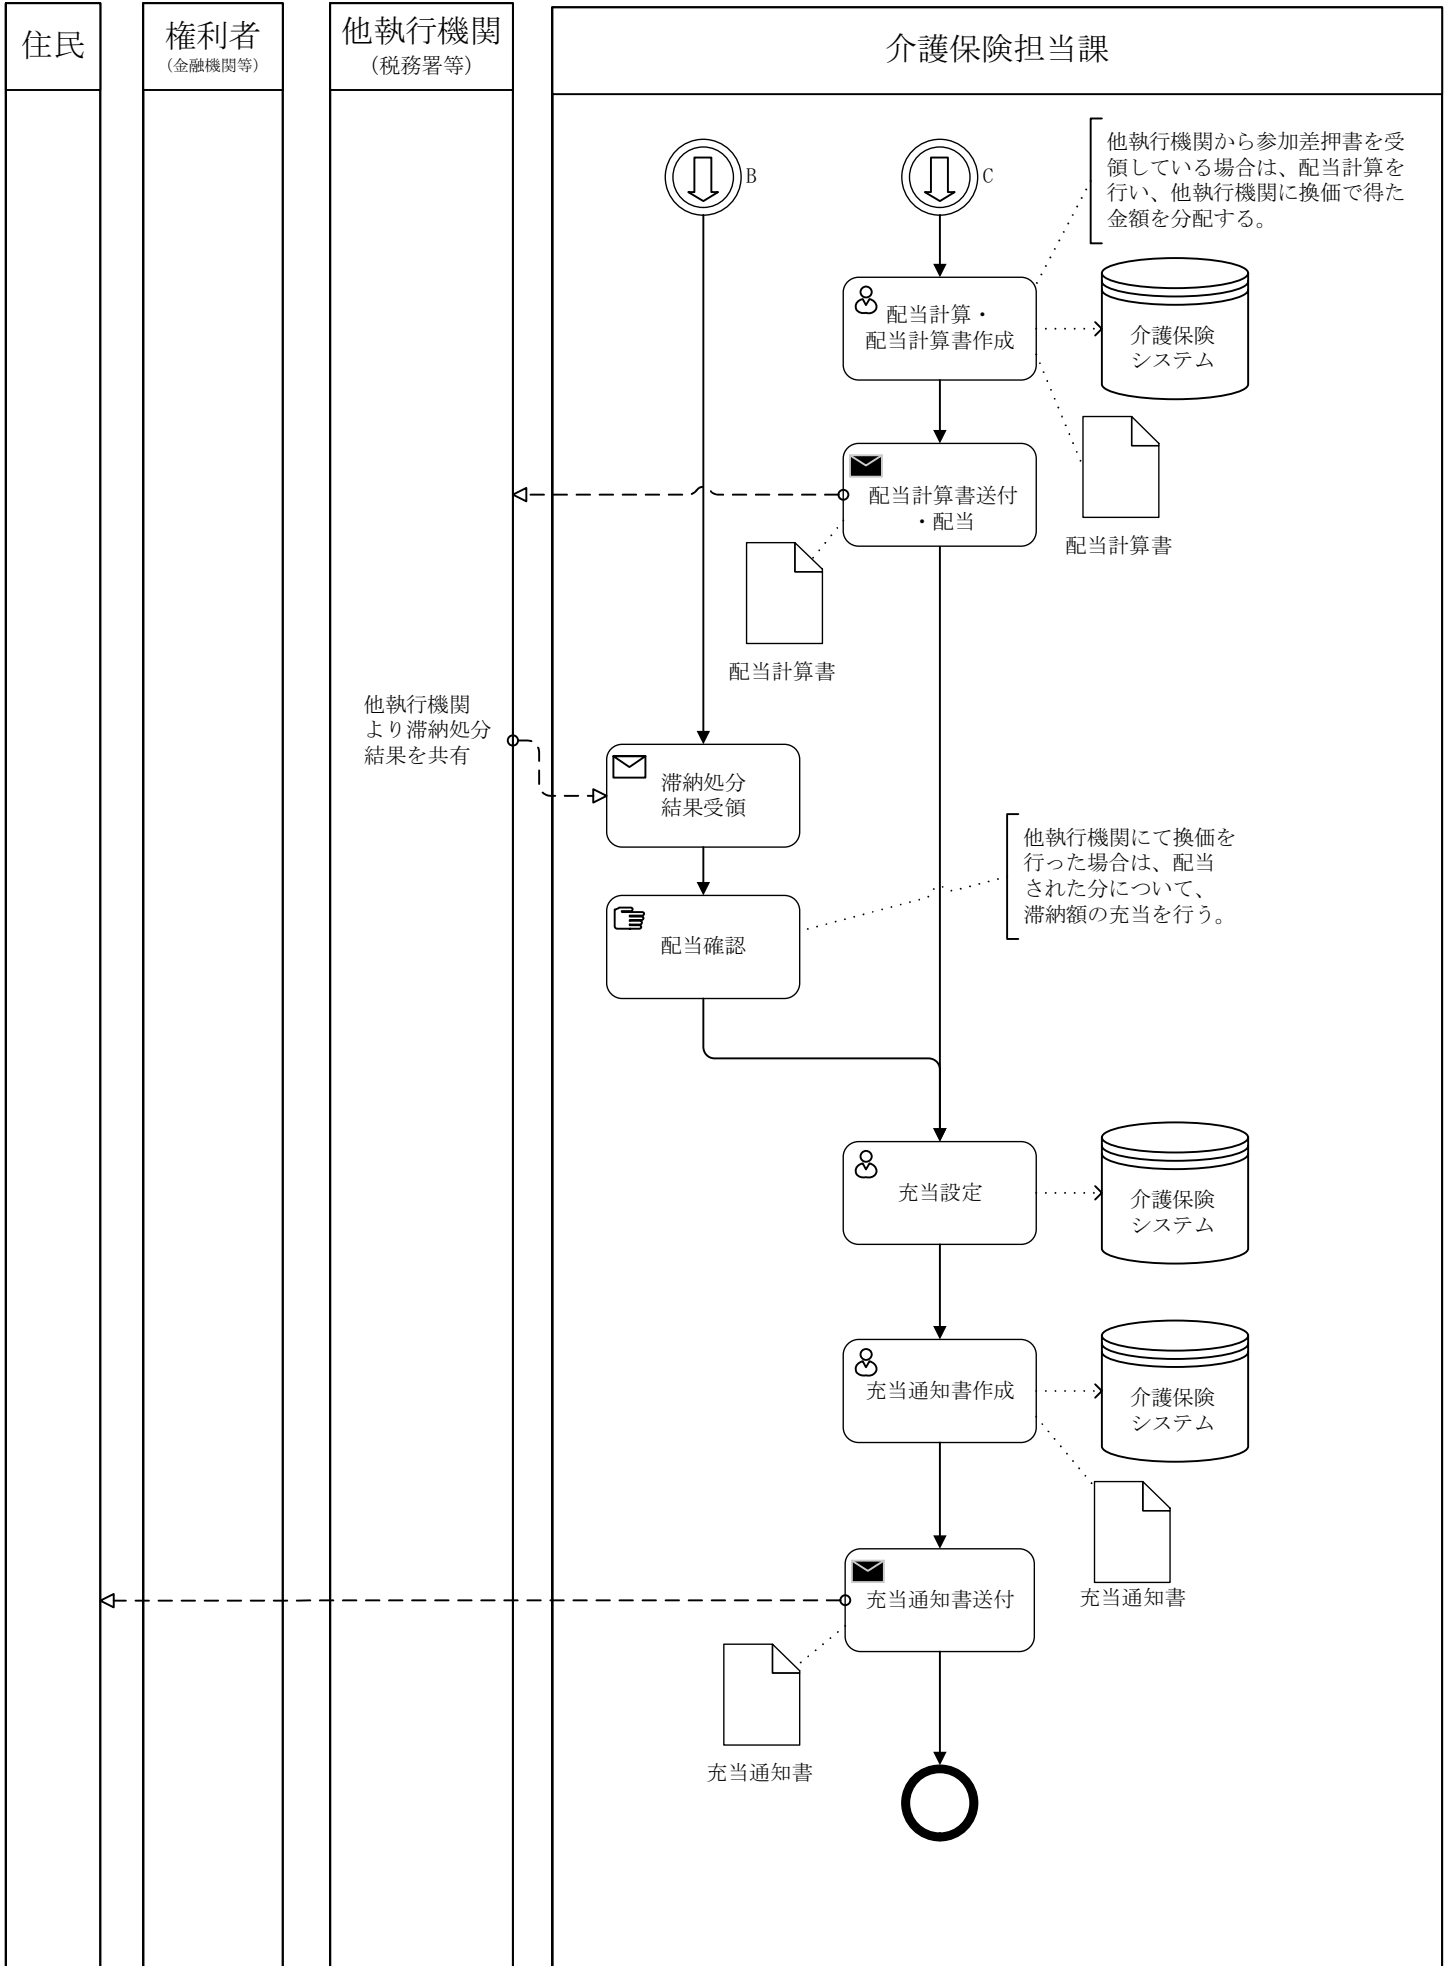 住民
権利者
（金融機関等）
他執行機関
（税務署等）
介護保険担当課
B
C
他執行機関から参加差押書を受
領している場合は、配当計算を
行い、他執行機関に換価で得た
金額を分配する。
配当計算・
配当計算書作成
介護保険
システム
配当計算書送付
・配当
配当計算書
配当計算書
他執行機関
より滞納処分
結果を共有
滞納処分
結果受領
他執行機関にて換価を
行った場合は、配当
された分について、
滞納額の充当を行う。
配当確認
充当設定
介護保険
システム
充当通知書作成
介護保険
システム
充当通知書
充当通知書送付
充当通知書